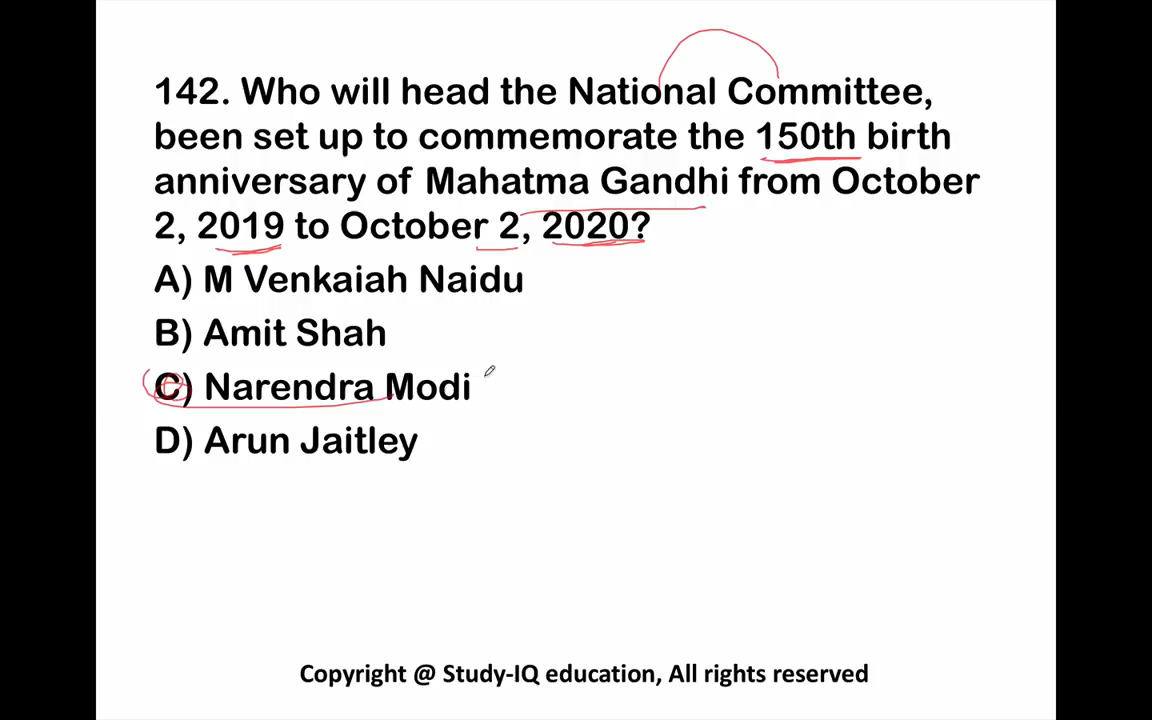 142. Who will head the National Committee,
been set up to commemorate the 150th birth
anniversary of Mahatma Gandhi from October
2, 2019 to October 2, 2020?
A) M Venkaiah Naidu
B) Amit Shah
C) Narendra Modi
D) Arun Jaitley
Copyright @ Study-IQ education, All rights reserved